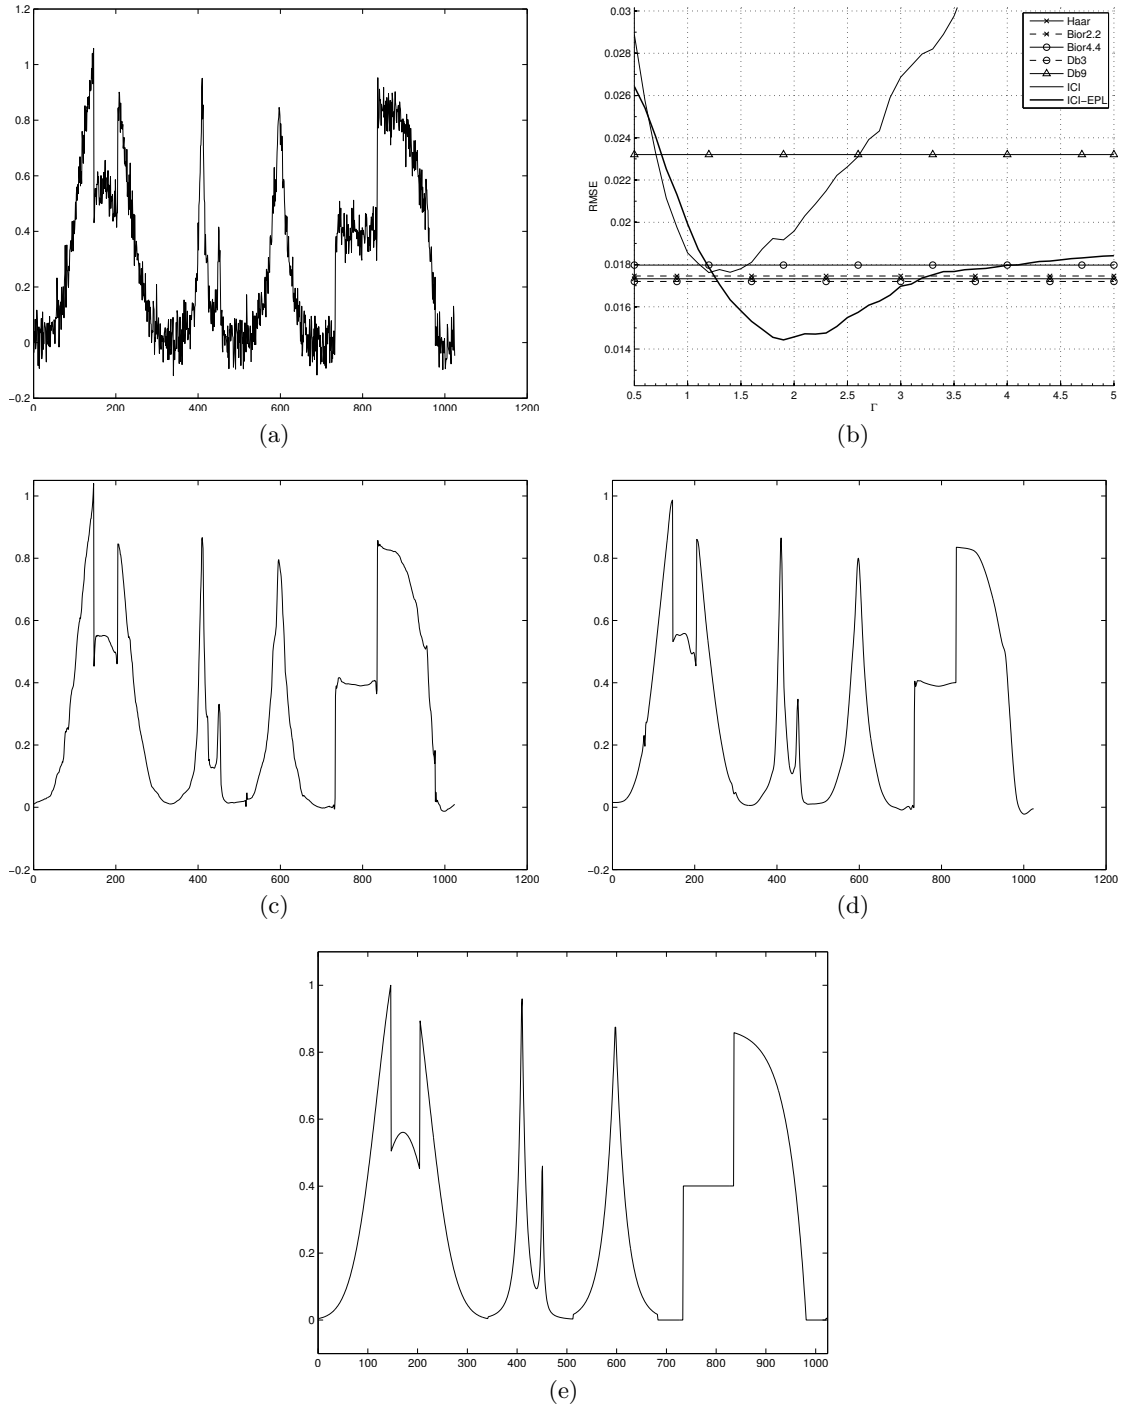 1.2
1
0.8
0.6
0.4
0.2
0
−0.2
0 200 400 600 800 1000 1200
(a)
0.03
0.028
0.026
0.024
0.022
0.02
0.018
0.016
0.014
RMSE
0.5 1 1.5 2 2.5 3 3.5 4 4.5 5
Γ
Haar
Bior2.2
Bior4.4
Db3
Db9
ICI
ICI−EPL
(b)
1
0.8
0.6
0.4
0.2
0
−0.2
0 200 400 600 800 1000 1200
(c)
1
0.8
0.6
0.4
0.2
0
−0.2
0 200 400 600 800 1000 1200
(d)
1
0.8
0.6
0.4
0.2
0
0 100 200 300 400 500 600 700 800 900 1000
(e)